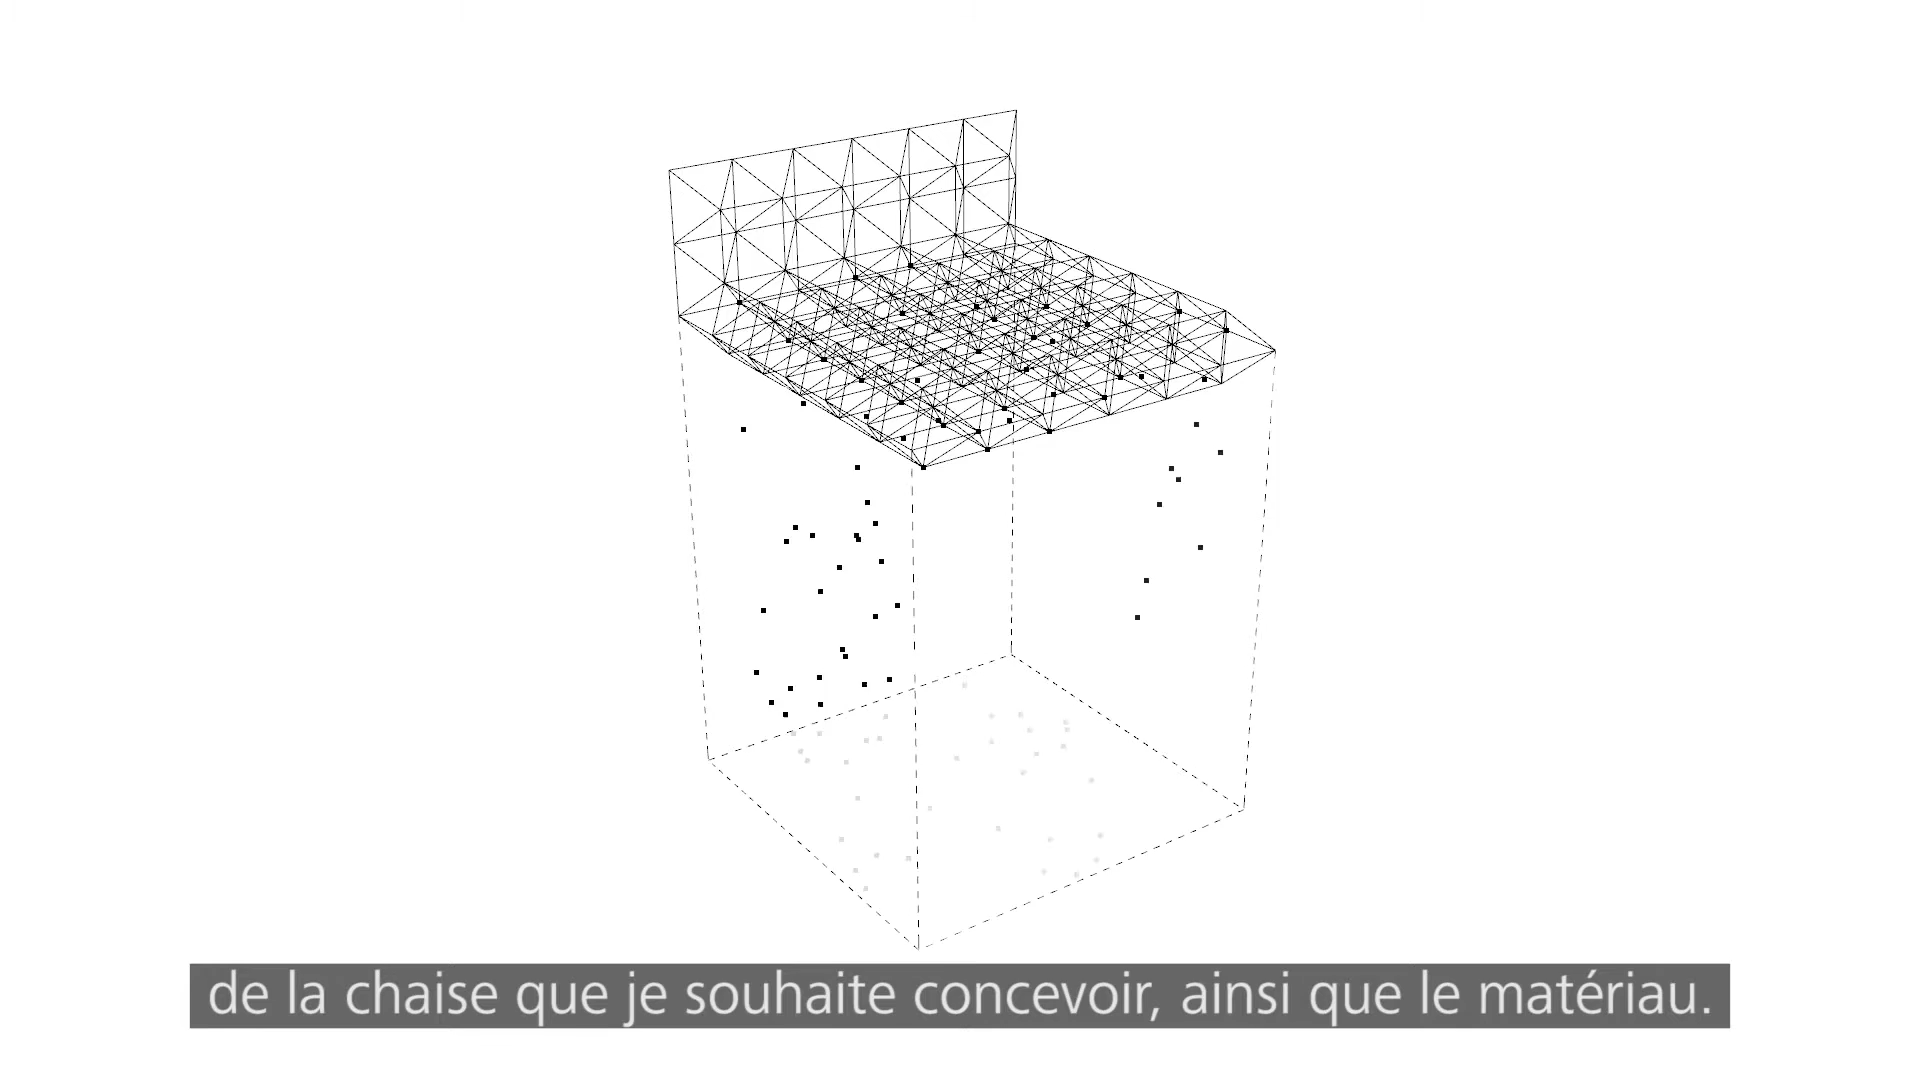 de la chaise que je souhaite concevoir, ainsi que le matériau.